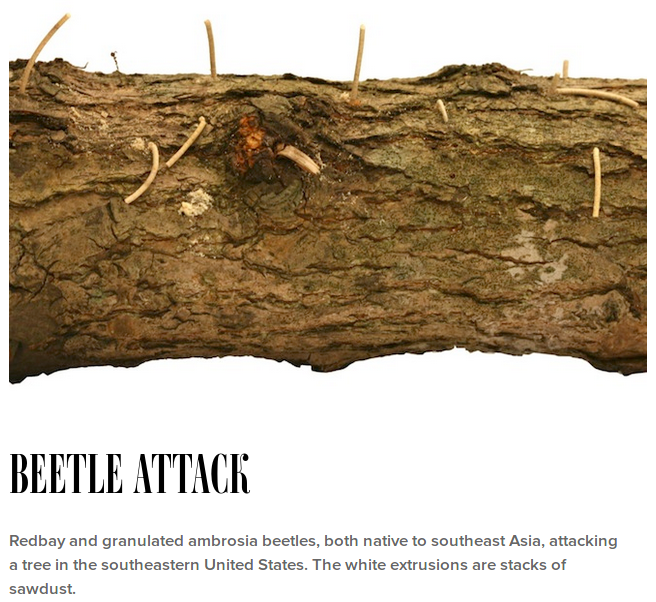 BEETLE ATTACK
Redbay and granulated ambrosia beetles, both native to southeast Asia, attacking
a tree in the southeastern United States. The white extrusions are stacks of
sawdust.